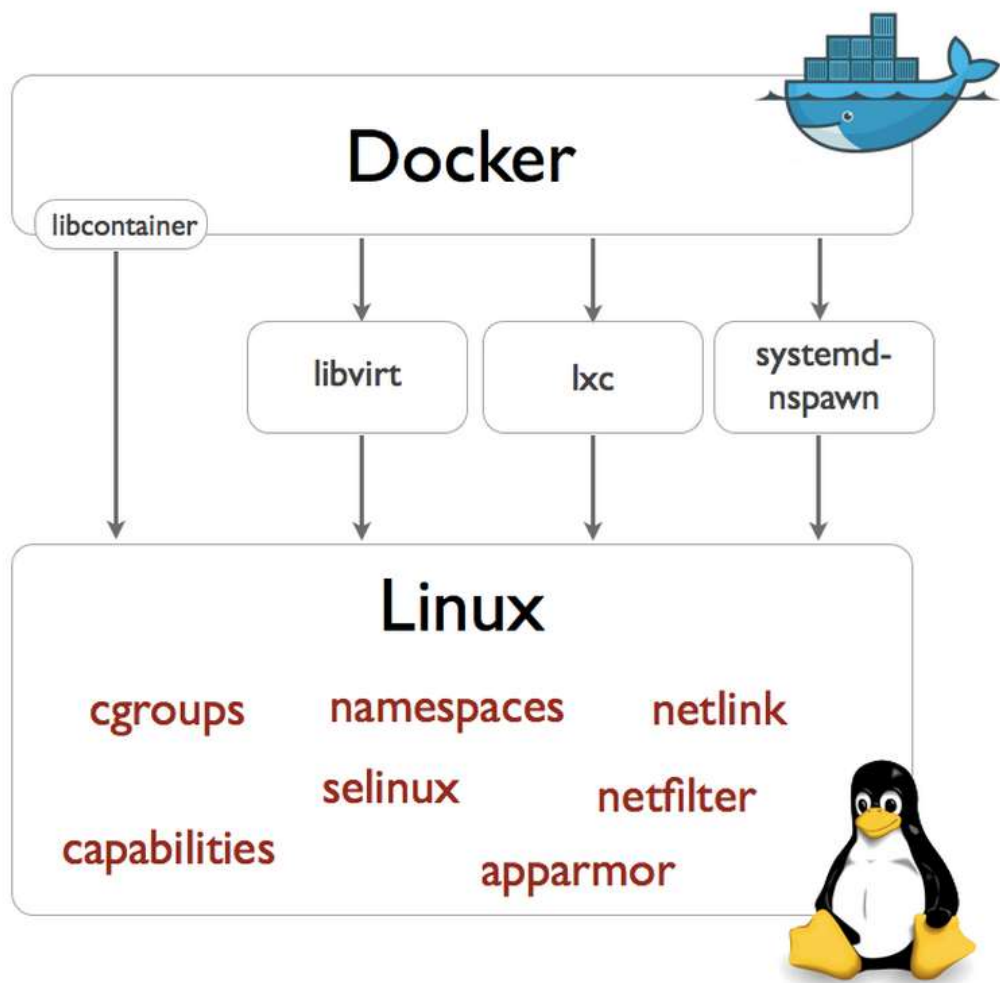 Docker
libcontainer
libvirt
lxc
systemd-
nspawn
Linux
cgroups
namespaces
netlink
selinux
netfilter
capabilities
apparmor